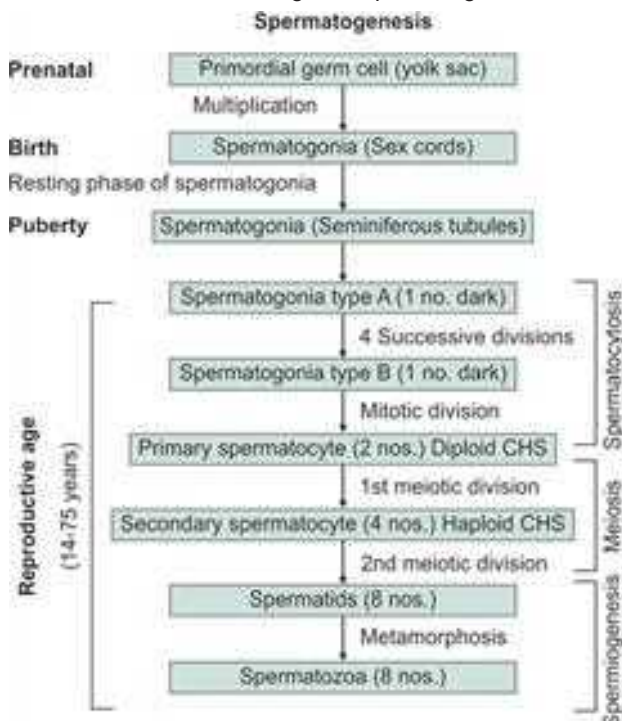 Spermatogenesis
Prenatal
Primordial germ cell (yolk sac)
Multiplication
Birth
Spermatogonia (Sex cords)
Resting phase of spermatogonia
Puberty
Spermatogonia (Seminiferous tubules)
Spermatogonia type A (1 no. dark)
4 Successive divisions
Spermatogonia type B (1 no. dark)
Mitotic division
Primary spermatocyte (2 nos.) Diploid CHS
1st meiotic division
Secondary spermatocyte (4 nos.) Haploid CHS
2nd meiotic division
Spermatids (8 nos.)
Metamorphosis
Spermatozoa (8 nos.)
Reproductive age
(14-75 years)
Spermatocytosis
Meiosis
Spermiogenesis